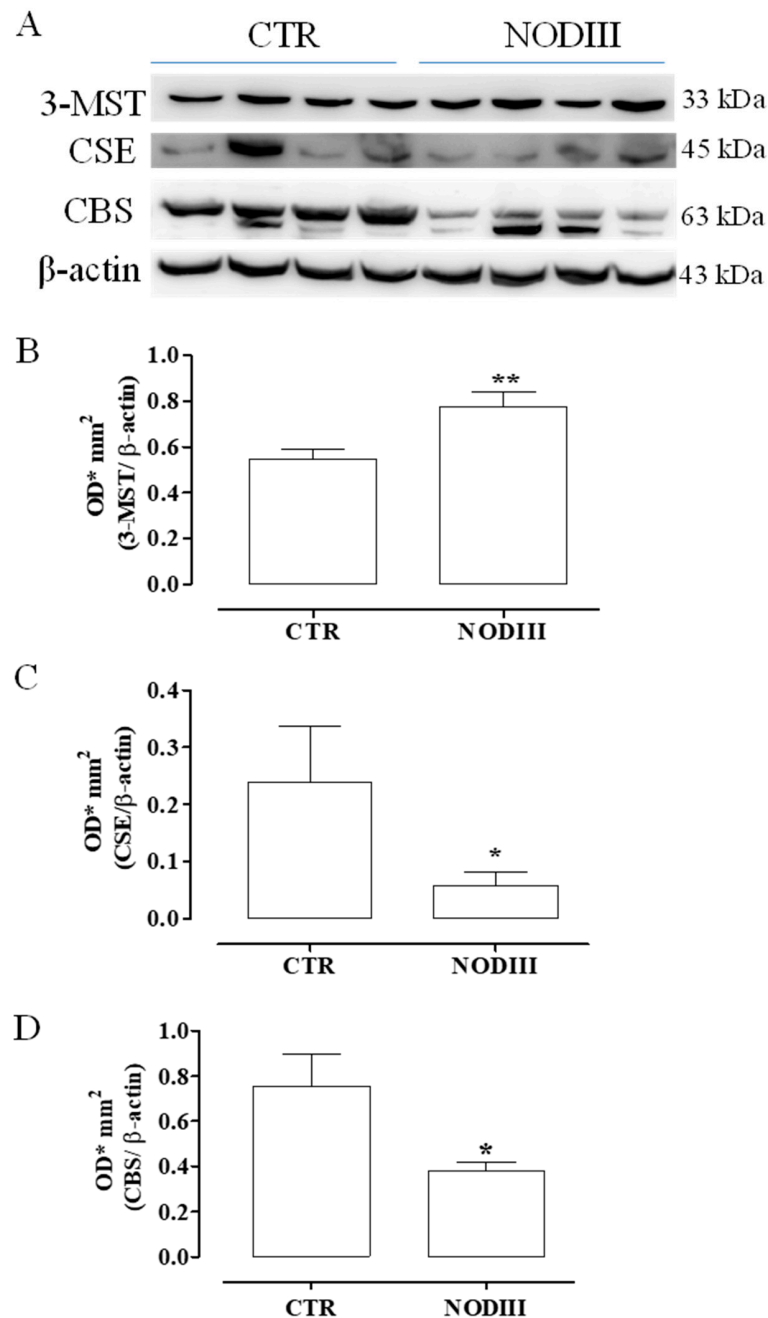 A
CTR NODIII
3-MST 33 kDa
CSE 45 kDa
CBS 63 kDa
β-actin 43 kDa
B
OD* mm²
(3-MST/ β-actin)
1.0
0.8
0.6
0.4
0.2
0.0
**
CTR NODIII
C
OD* mm²
(CSE/β-actin)
0.4
0.3
0.2
0.1
0.0
*
CTR NODIII
D
OD* mm²
(CBS/ β-actin)
1.0
0.8
0.6
0.4
0.2
0.0
*
CTR NODIII